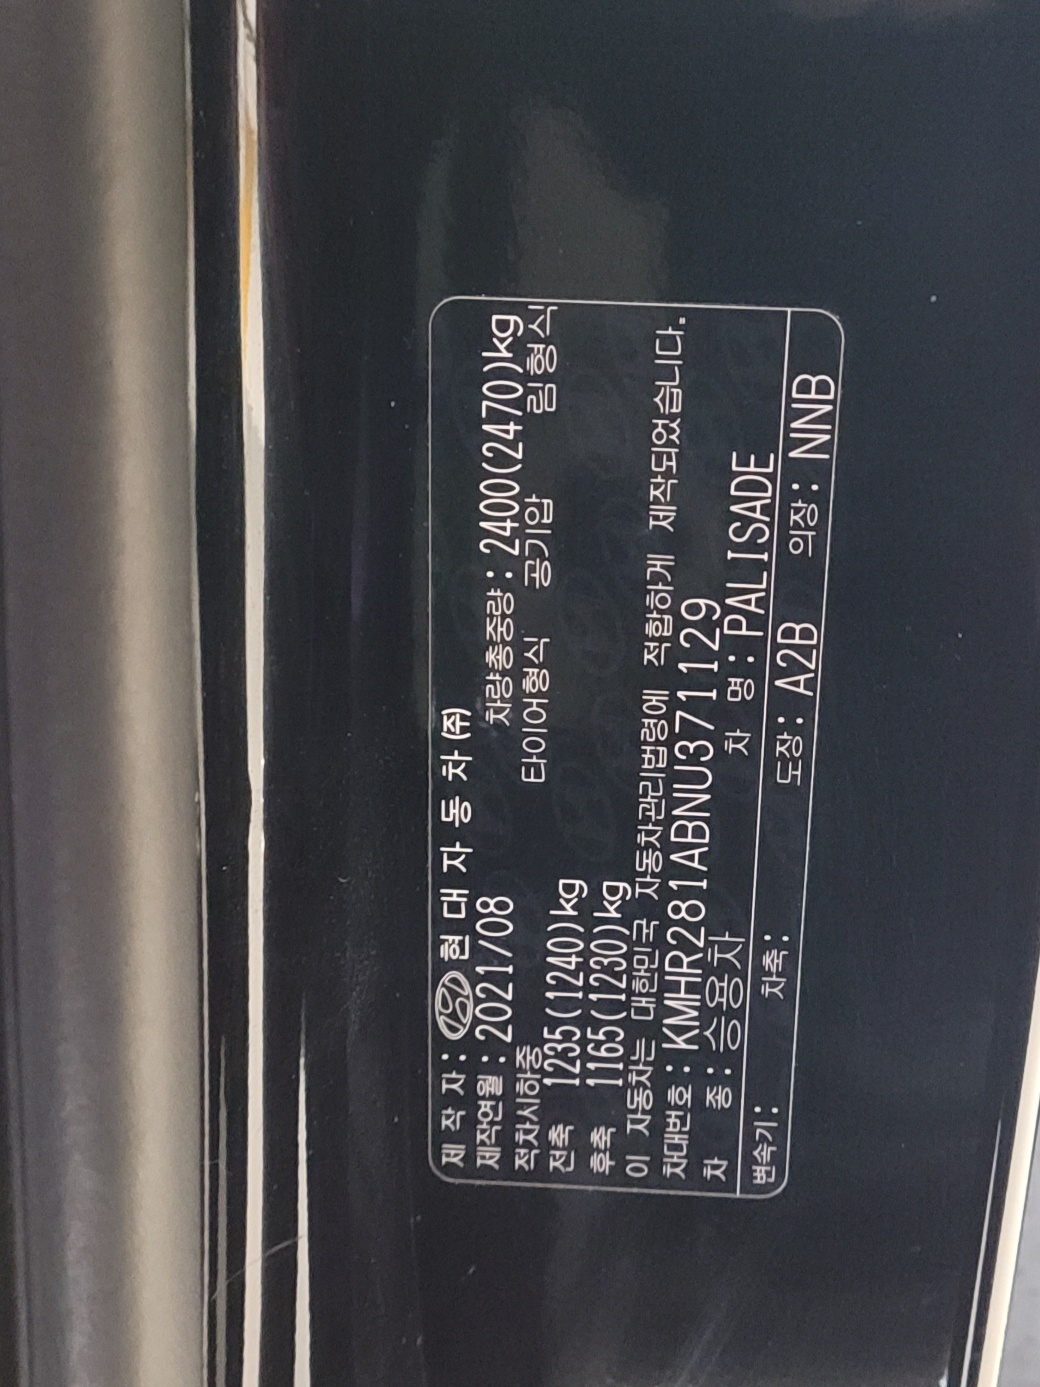 제 작 자 : 현 대 자 동 차 (주)
제작연월 : 2021/08 차량총중량 : 2400(2470)kg
적차시하중 타이어형식 공기압 림형식
전축 1235(1240)kg
후축 1165(1230)kg
이 자동차는 대한민국 자동차관리법령에 적합하게 제작되었습니다.
차대번호 : KMHR281ABNU371129
차 종 : 승용차 차 명 : PALISADE
변속기 : 차축 : 도장 : A2B 의장 : NNB